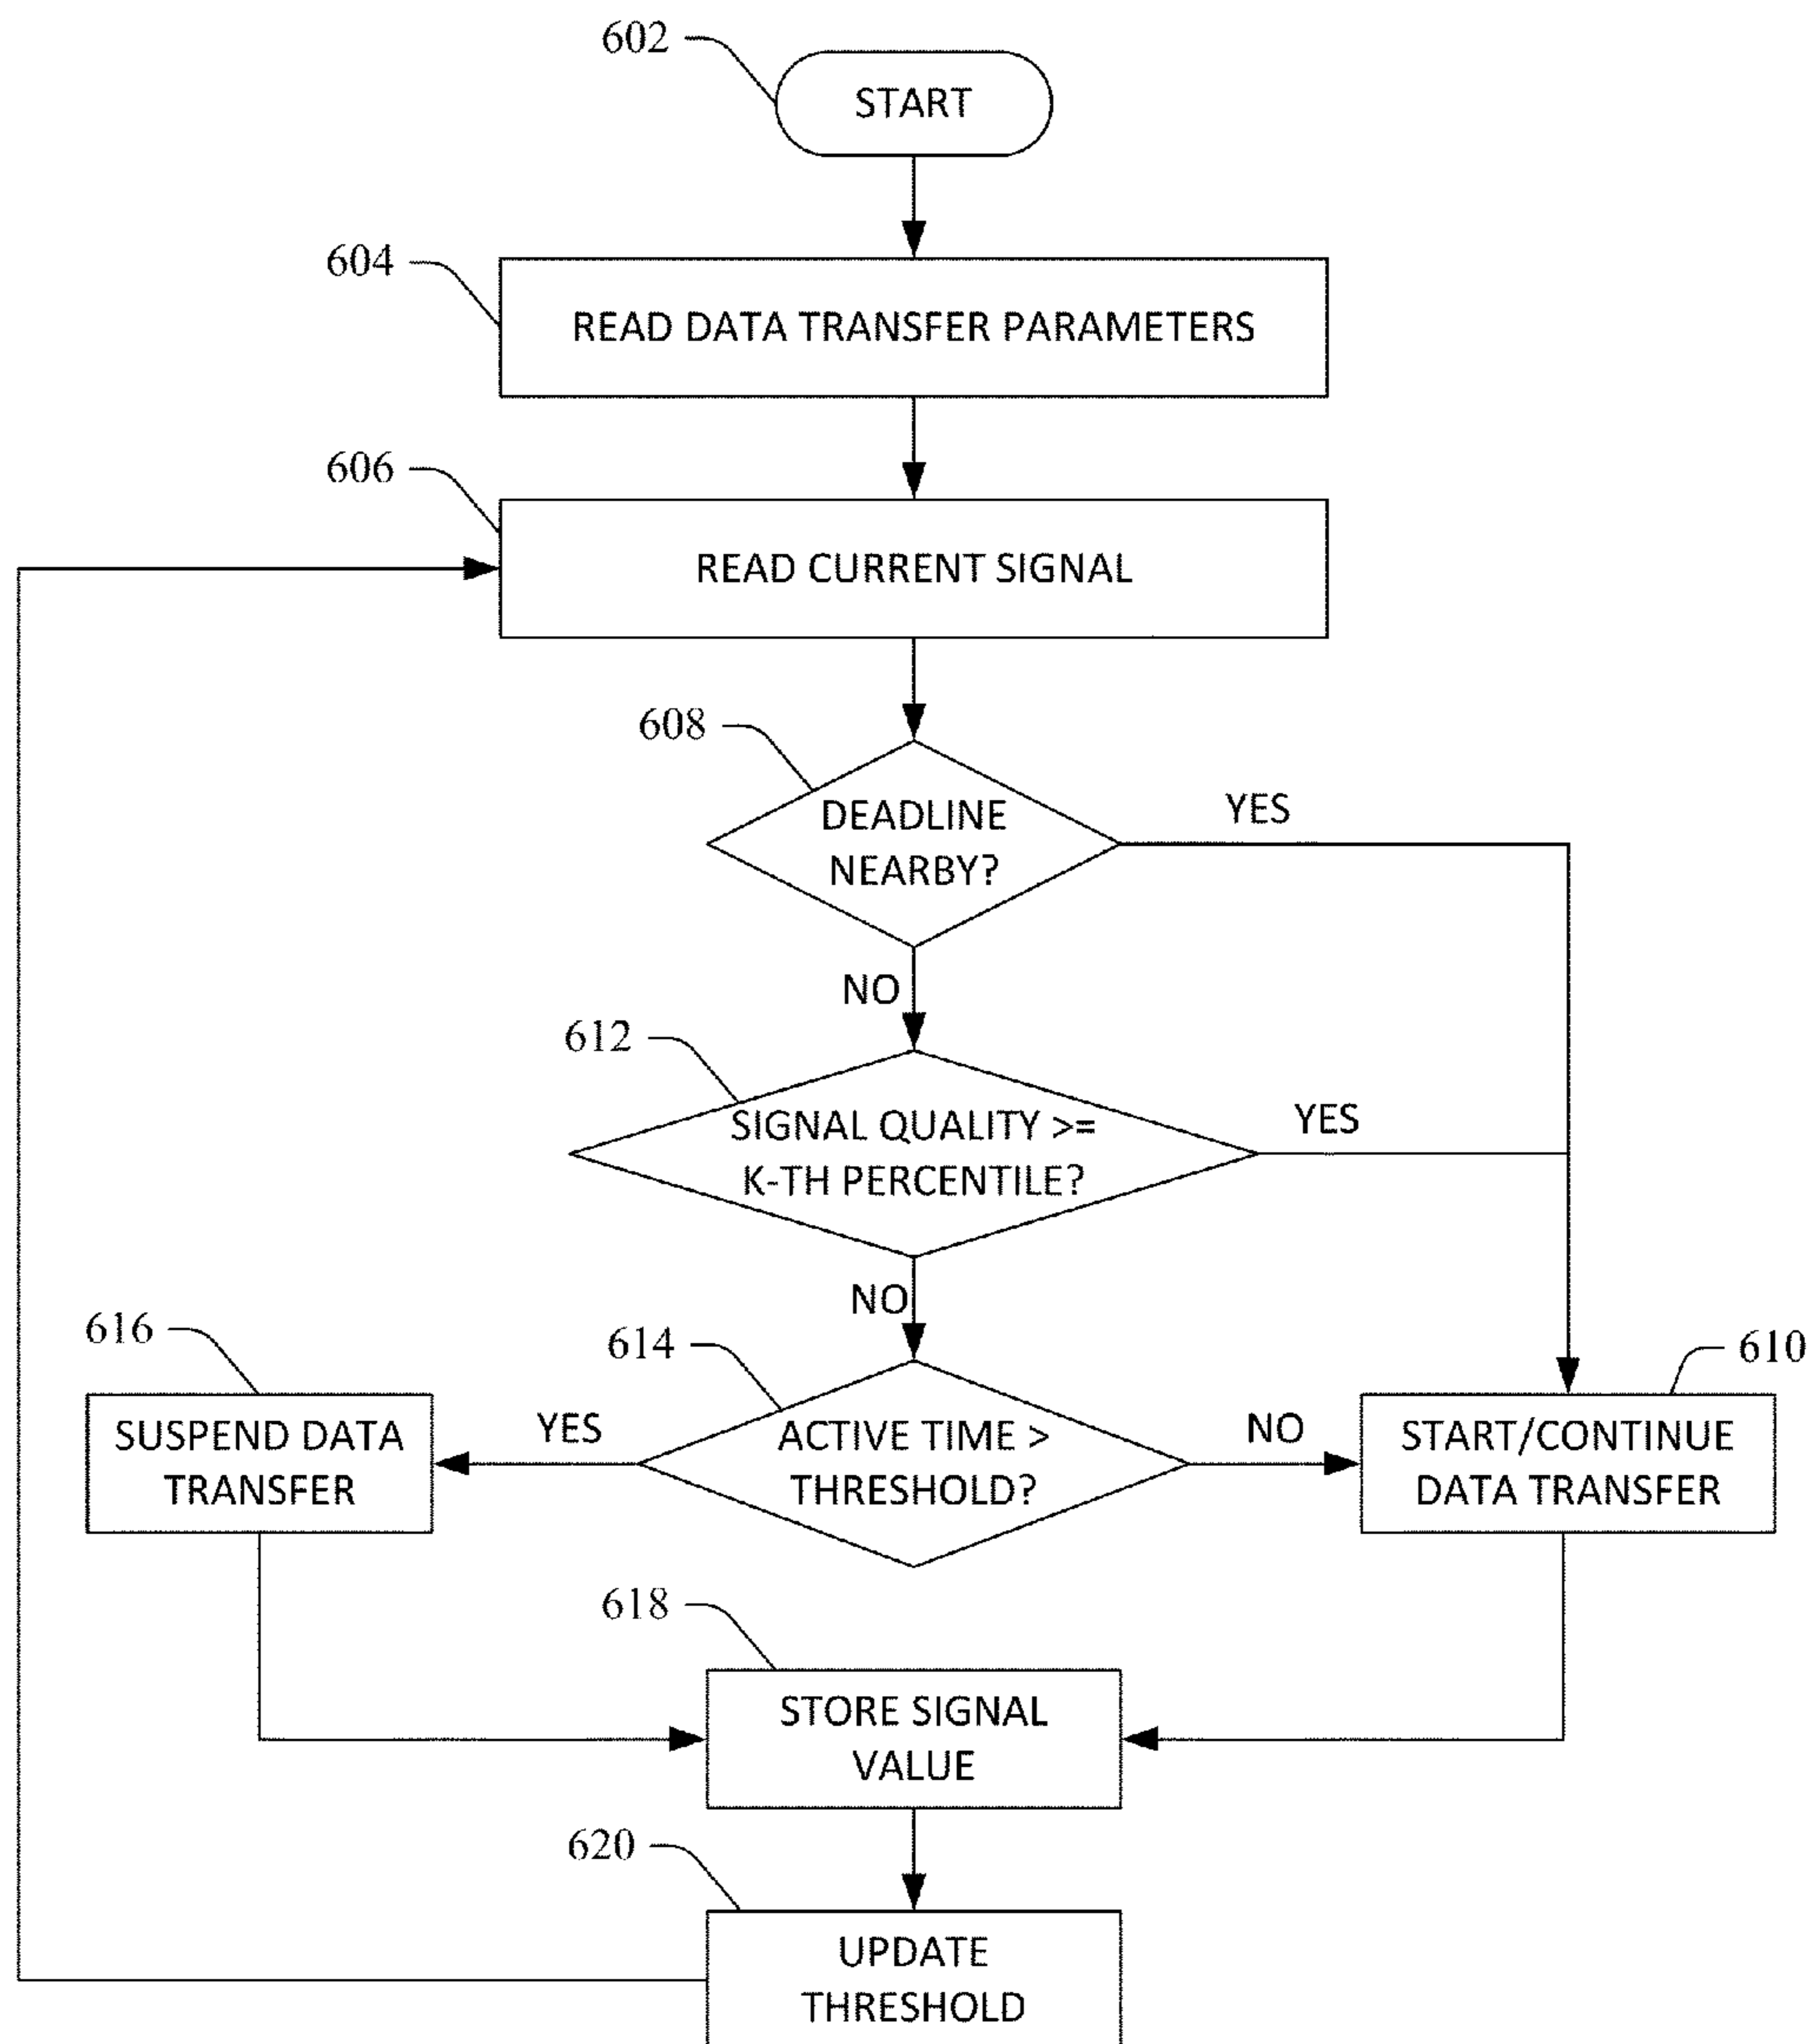 602
START
604
READ DATA TRANSFER PARAMETERS
606
READ CURRENT SIGNAL
608
DEADLINE
NEARBY?
YES
NO
612
SIGNAL QUALITY >=
K-TH PERCENTILE?
YES
NO
616
614
610
SUSPEND DATA
TRANSFER
YES
ACTIVE TIME >
THRESHOLD?
NO
START/CONTINUE
DATA TRANSFER
618
STORE SIGNAL
VALUE
620
UPDATE
THRESHOLD